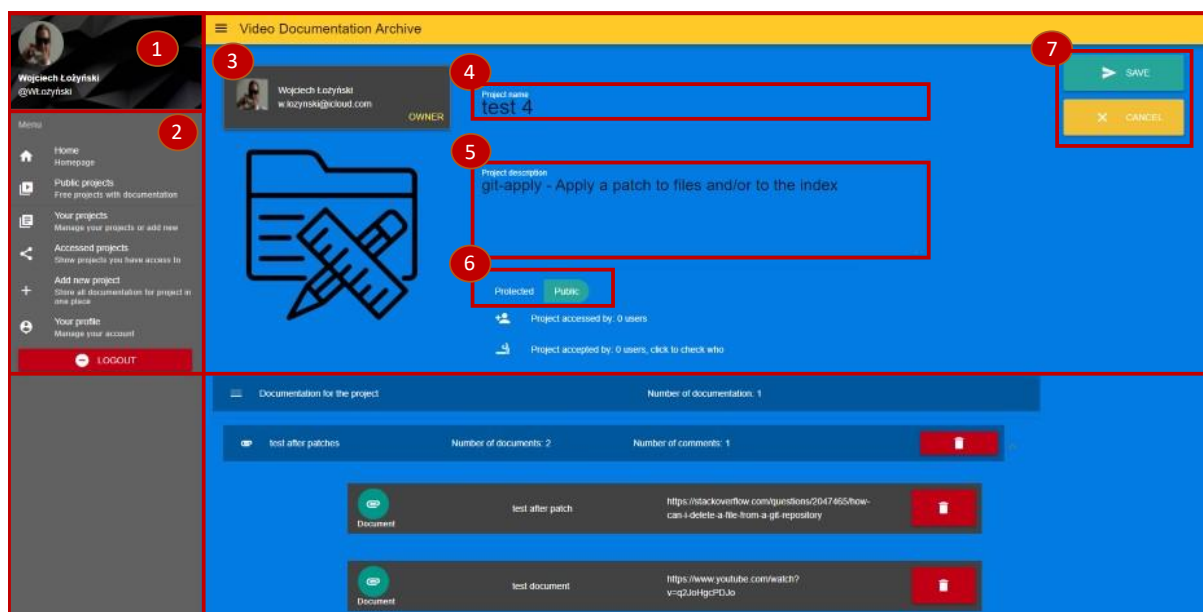 1
Wojciech Łożyński
@WŁożyński
Menu
2
Home
Homepage
Public projects
Free projects with documentation
Your projects
Manage your projects or add new
Accessed projects
Show projects you have access to
Add new project
Store all documentation for project in
one place
Your profile
Manage your account
LOGOUT
Video Documentation Archive
3
Wojciech Łożyński
w.lozynski@icloud.com
OWNER
4
Project name
test 4
5
Project description
git-apply - Apply a patch to files and/or to the index
6
Protected Public
Project accessed by: 0 users
Project accepted by: 0 users, click to check who
7
SAVE
CANCEL
Documentation for the project Number of documentation: 1
test after patches Number of documents: 2 Number of comments: 1
Document test after patch https://stackoverflow.com/questions/2047465/how-
can-i-delete-a-file-from-a-git-repository
Document test document https://www.youtube.com/watch?
v=q2JoHgcPDJo